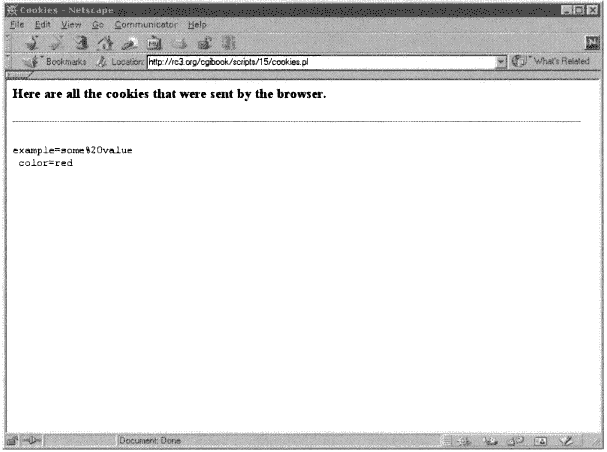 Cookies - Netscape
File Edit View Go Communicator Help
Bookmarks Location: http://rc3.org/cgibook/scripts/15/cookies.pl What's Related
Here are all the cookies that were sent by the browser.
example=some%20value
color=red
Document: Done